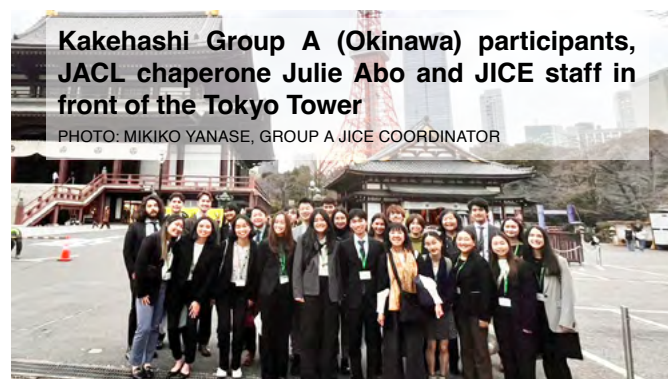 Kakehashi Group A (Okinawa) participants,
JACL chaperone Julie Abo and JICE staff in
front of the Tokyo Tower
PHOTO: MIKIKO YANASE, GROUP A JICE COORDINATOR